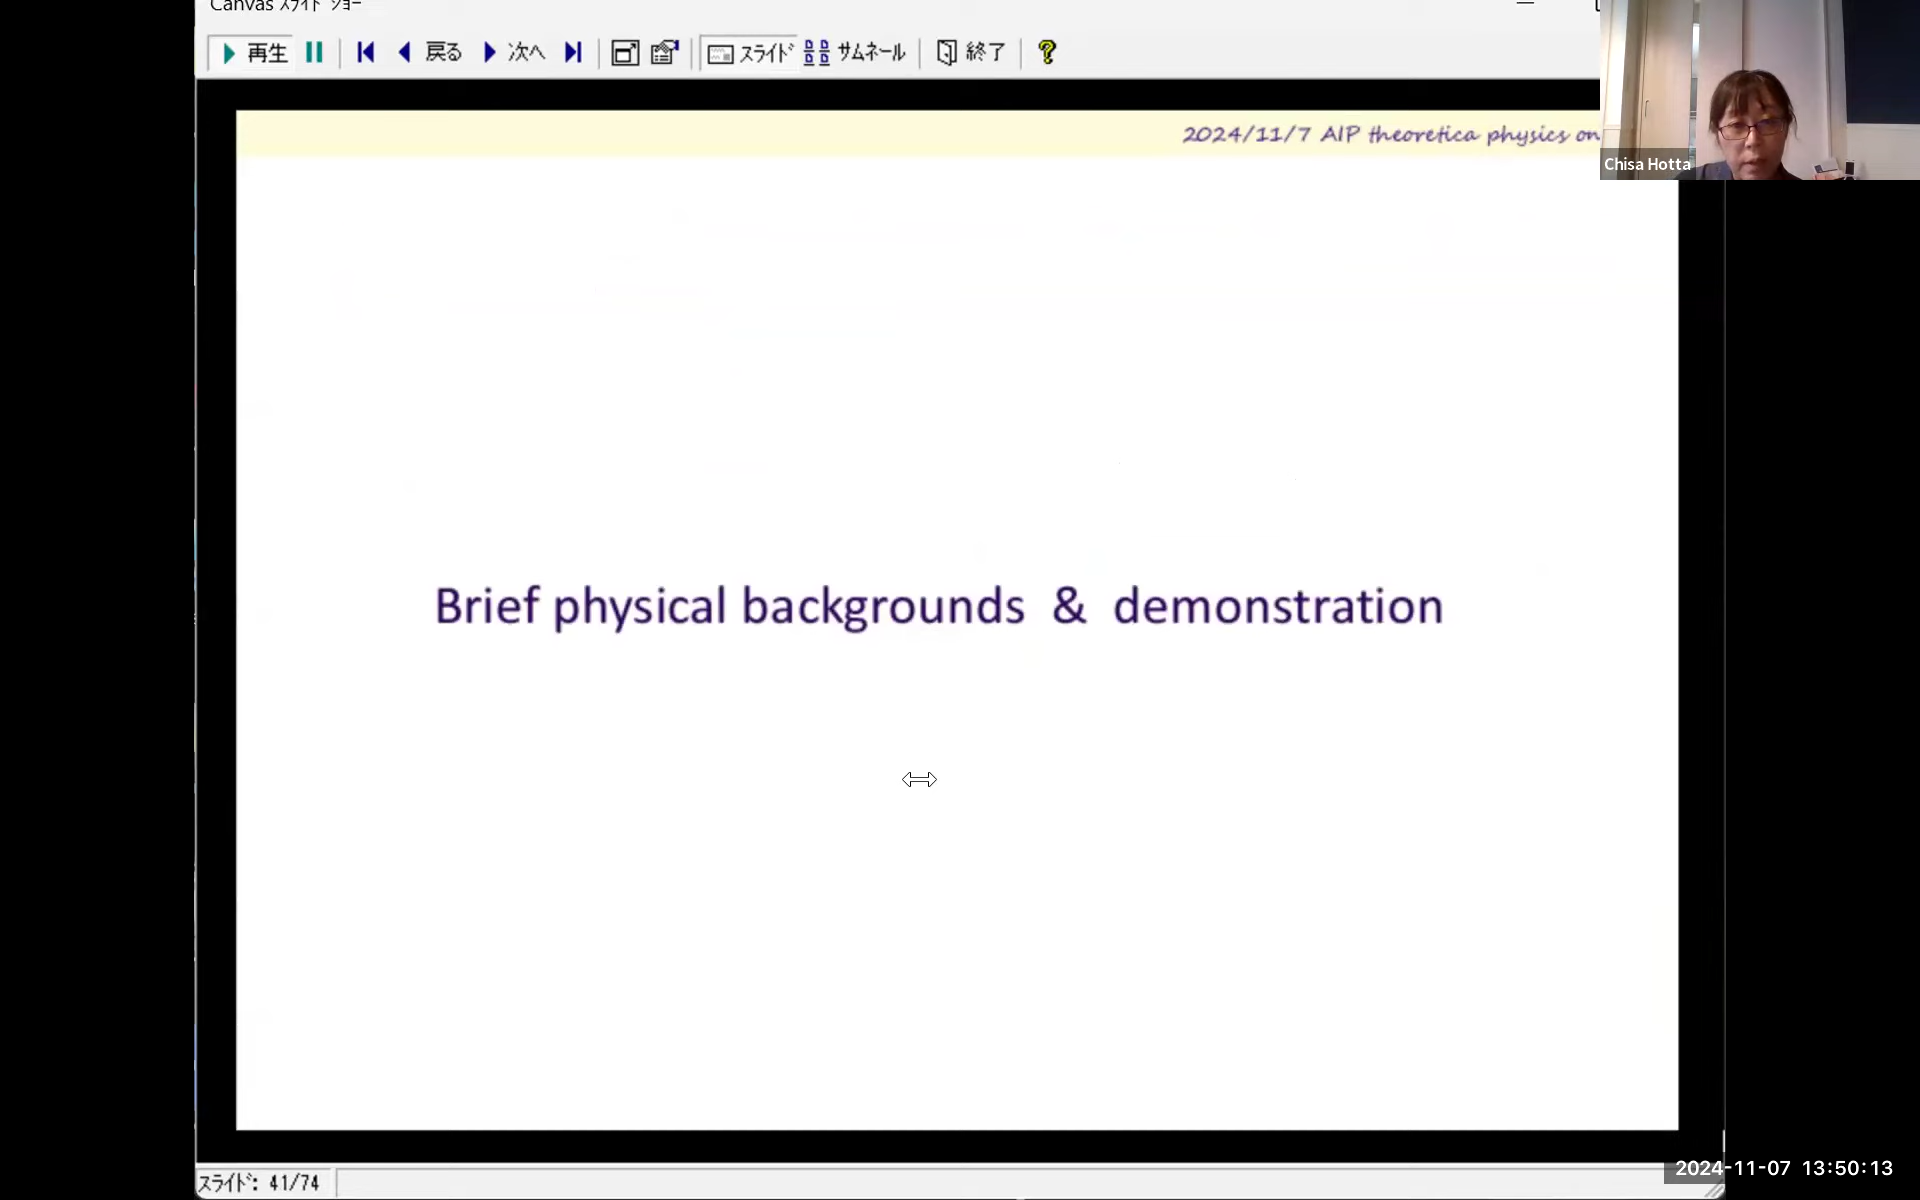 Canvas スライド ショー
再生 戻る 次へ スライド サムネール 終了
2024/11/7 AIP theoretica physics on
Chisa Hotta
Brief physical backgrounds & demonstration
スライド: 41/74
2024-11-07 13:50:13